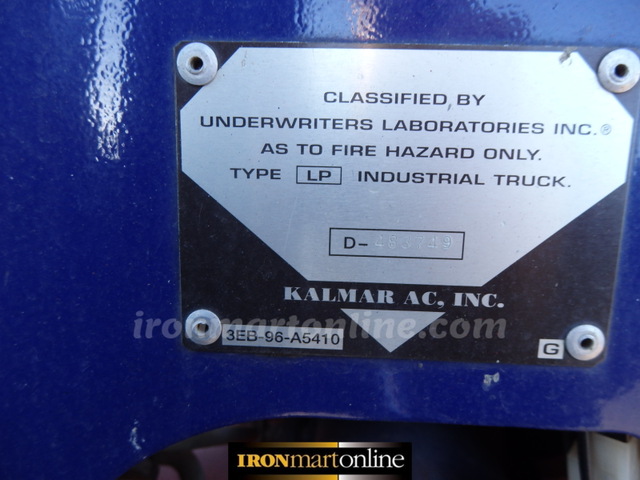 CLASSIFIED, BY
UNDERWRITERS LABORATORIES INC.®
AS TO FIRE HAZARD ONLY.
TYPE LP INDUSTRIAL TRUCK.
D-
KALMAR AC, INC.
ironmartonline.com
3EB-96-A5410
G
IRONmartonline